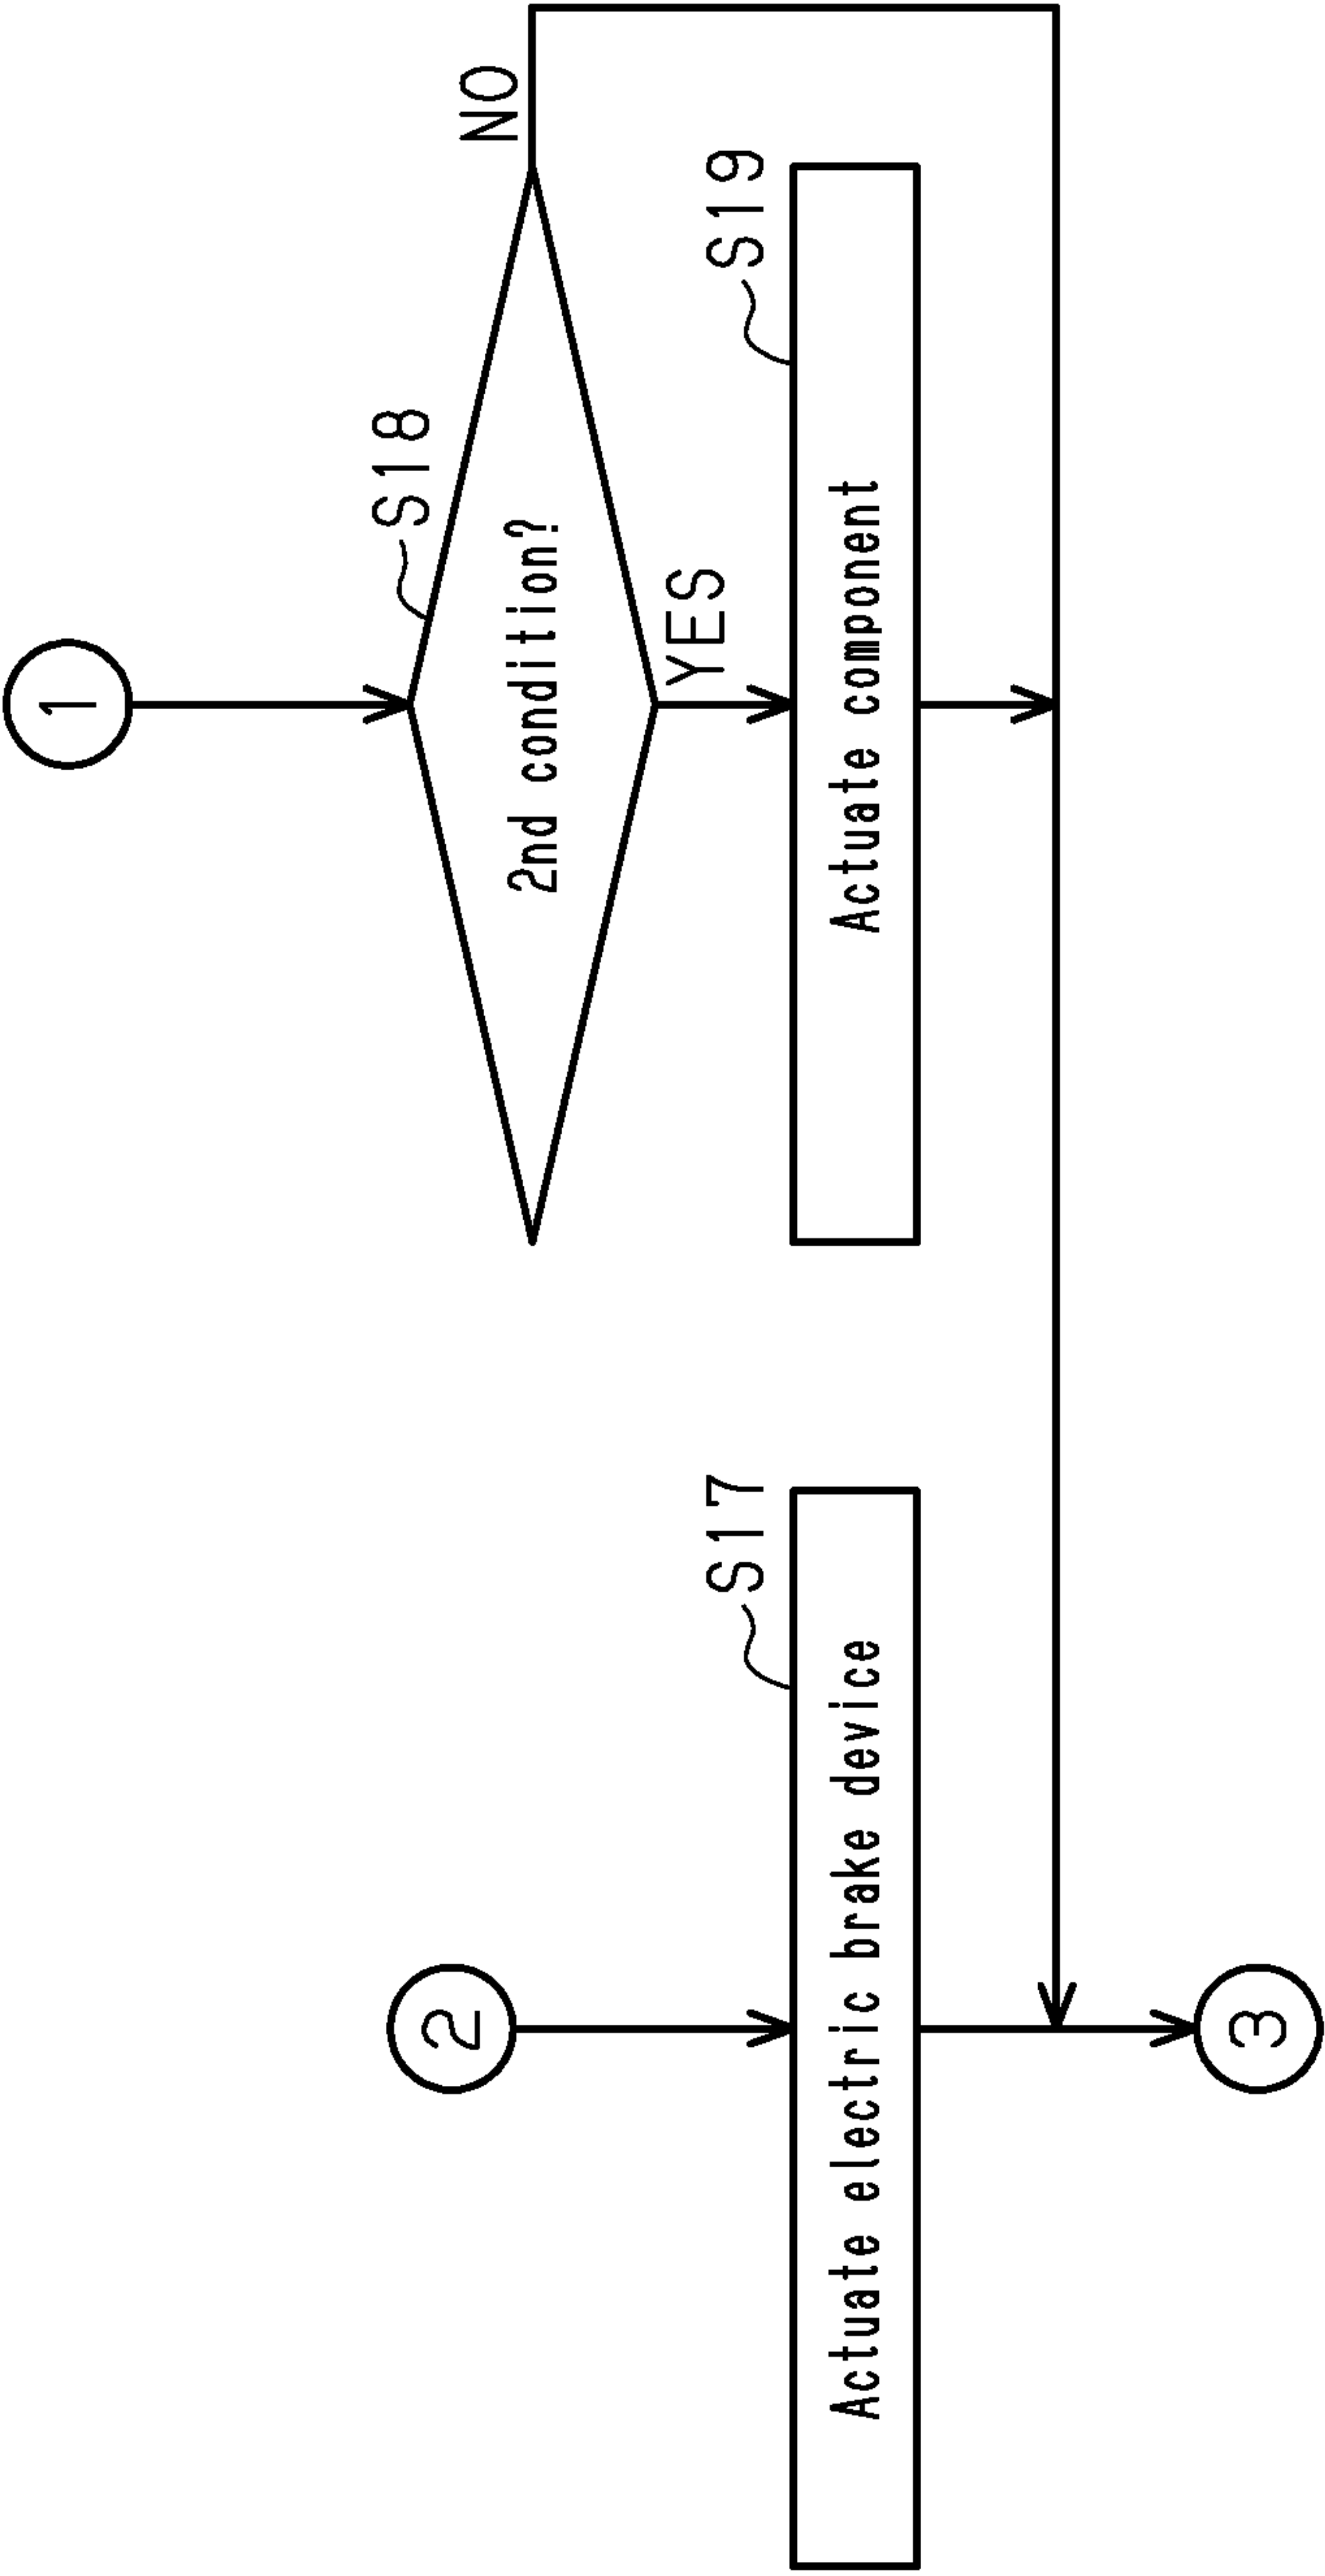 1
S18
2nd condition?
NO
YES
2
S17
Actuate electric brake device
S19
Actuate component
3